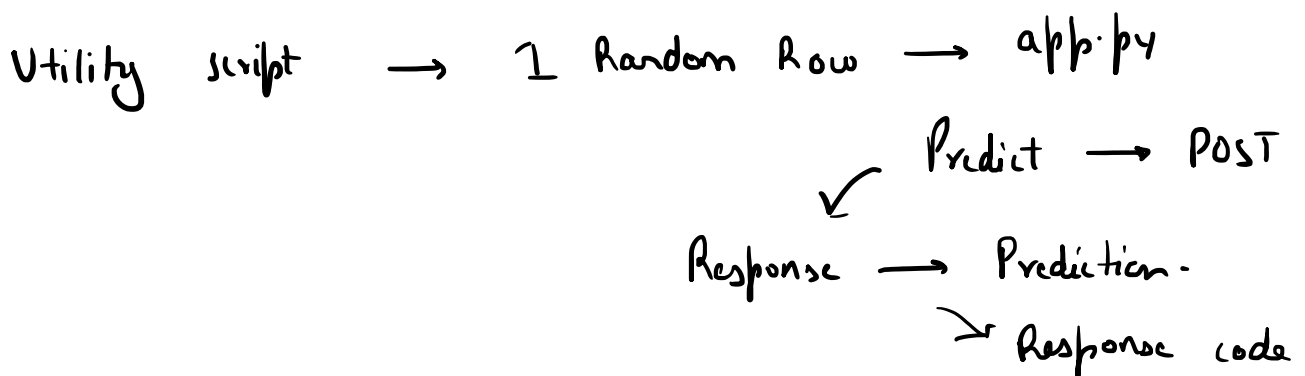 Utility script → 1 Random Row → app.py
Predict → POST
Response → Prediction.
Response code